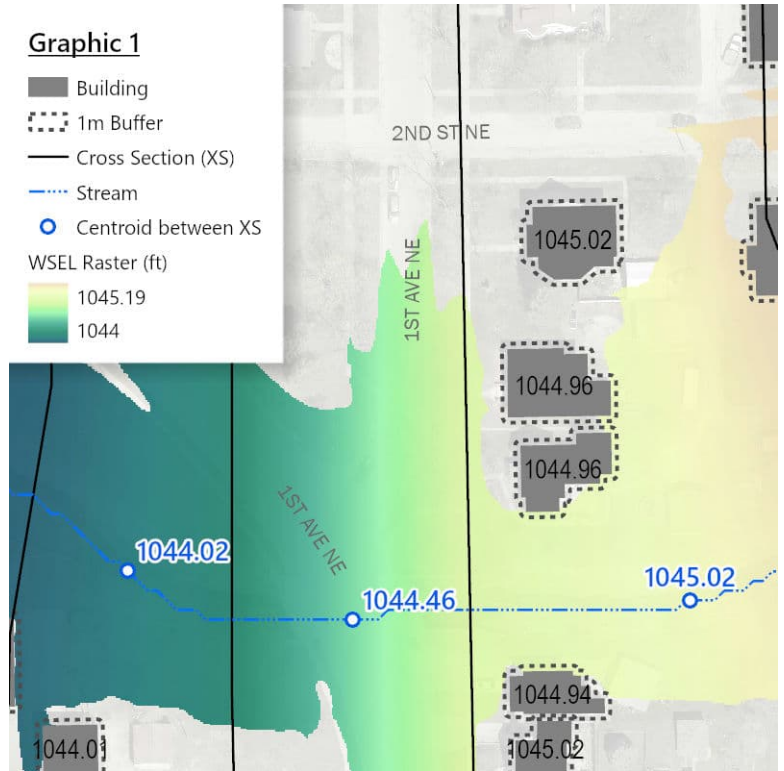 Graphic 1
Building
1m Buffer
Cross Section (XS)
Stream
Centroid between XS
WSEL Raster (ft)
1045.19
1044
2ND ST NE
1ST AVE NE
1045.02
1044.96
1044.96
1ST AVE NE
1044.02
1044.46
1045.02
1044.94
1044.01
1045.02